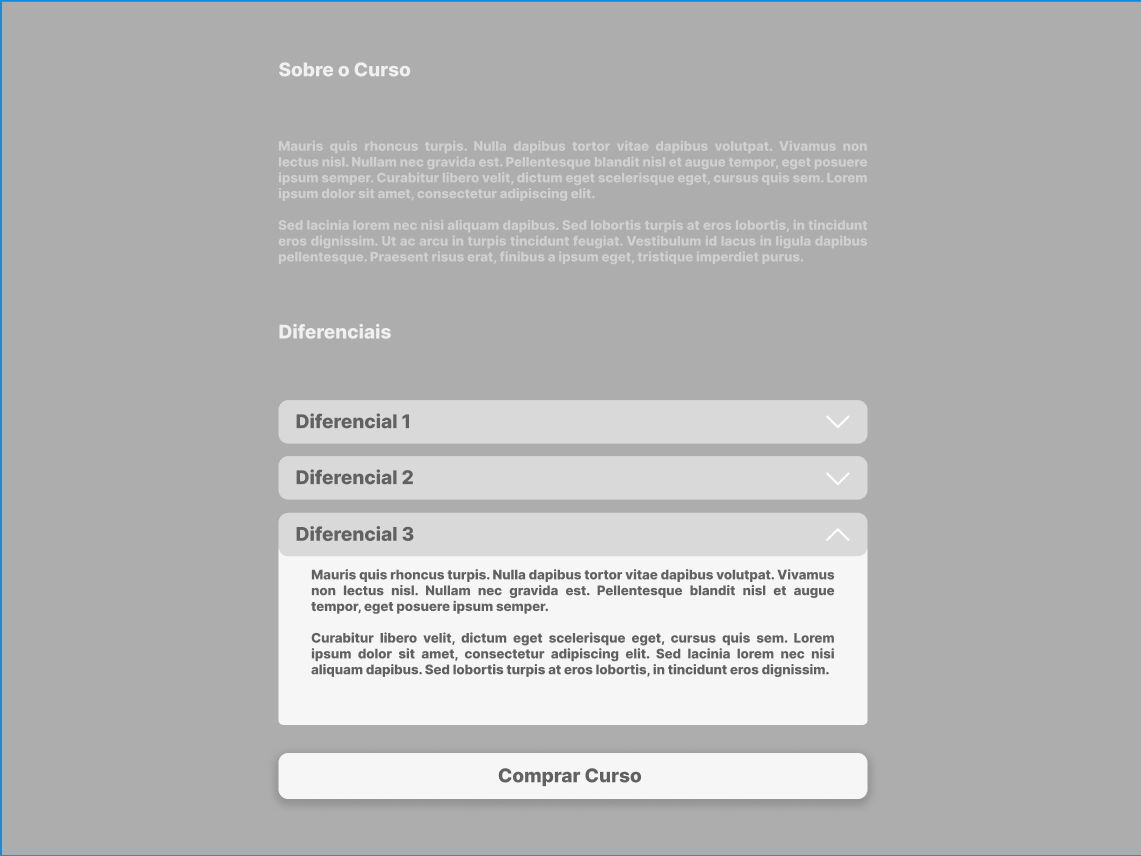 Sobre o Curso
Mauris quis rhoncus turpis. Nulla dapibus tortor vitae dapibus volutpat. Vivamus non
lectus nisl. Nullam nec gravida est. Pellentesque blandit nisl et augue tempor, eget posuere
ipsum semper. Curabitur libero velit, dictum eget scelerisque eget, cursus quis sem. Lorem
ipsum dolor sit amet, consectetur adipiscing elit.
Sed lacinia lorem nec nisi aliquam dapibus. Sed lobortis turpis at eros lobortis, in tincidunt
eros dignissim. Ut ac arcu in turpis tincidunt feugiat. Vestibulum id lacus in ligula dapibus
pellentesque. Praesent risus erat, finibus a ipsum eget, tristique imperdiet purus.
Diferenciais
Diferencial 1
Diferencial 2
Diferencial 3
Mauris quis rhoncus turpis. Nulla dapibus tortor vitae dapibus volutpat. Vivamus
non lectus nisl. Nullam nec gravida est. Pellentesque blandit nisl et augue
tempor, eget posuere ipsum semper.
Curabitur libero velit, dictum eget scelerisque eget, cursus quis sem. Lorem
ipsum dolor sit amet, consectetur adipiscing elit. Sed lacinia lorem nec nisi
aliquam dapibus. Sed lobortis turpis at eros lobortis, in tincidunt eros dignissim.
Comprar Curso